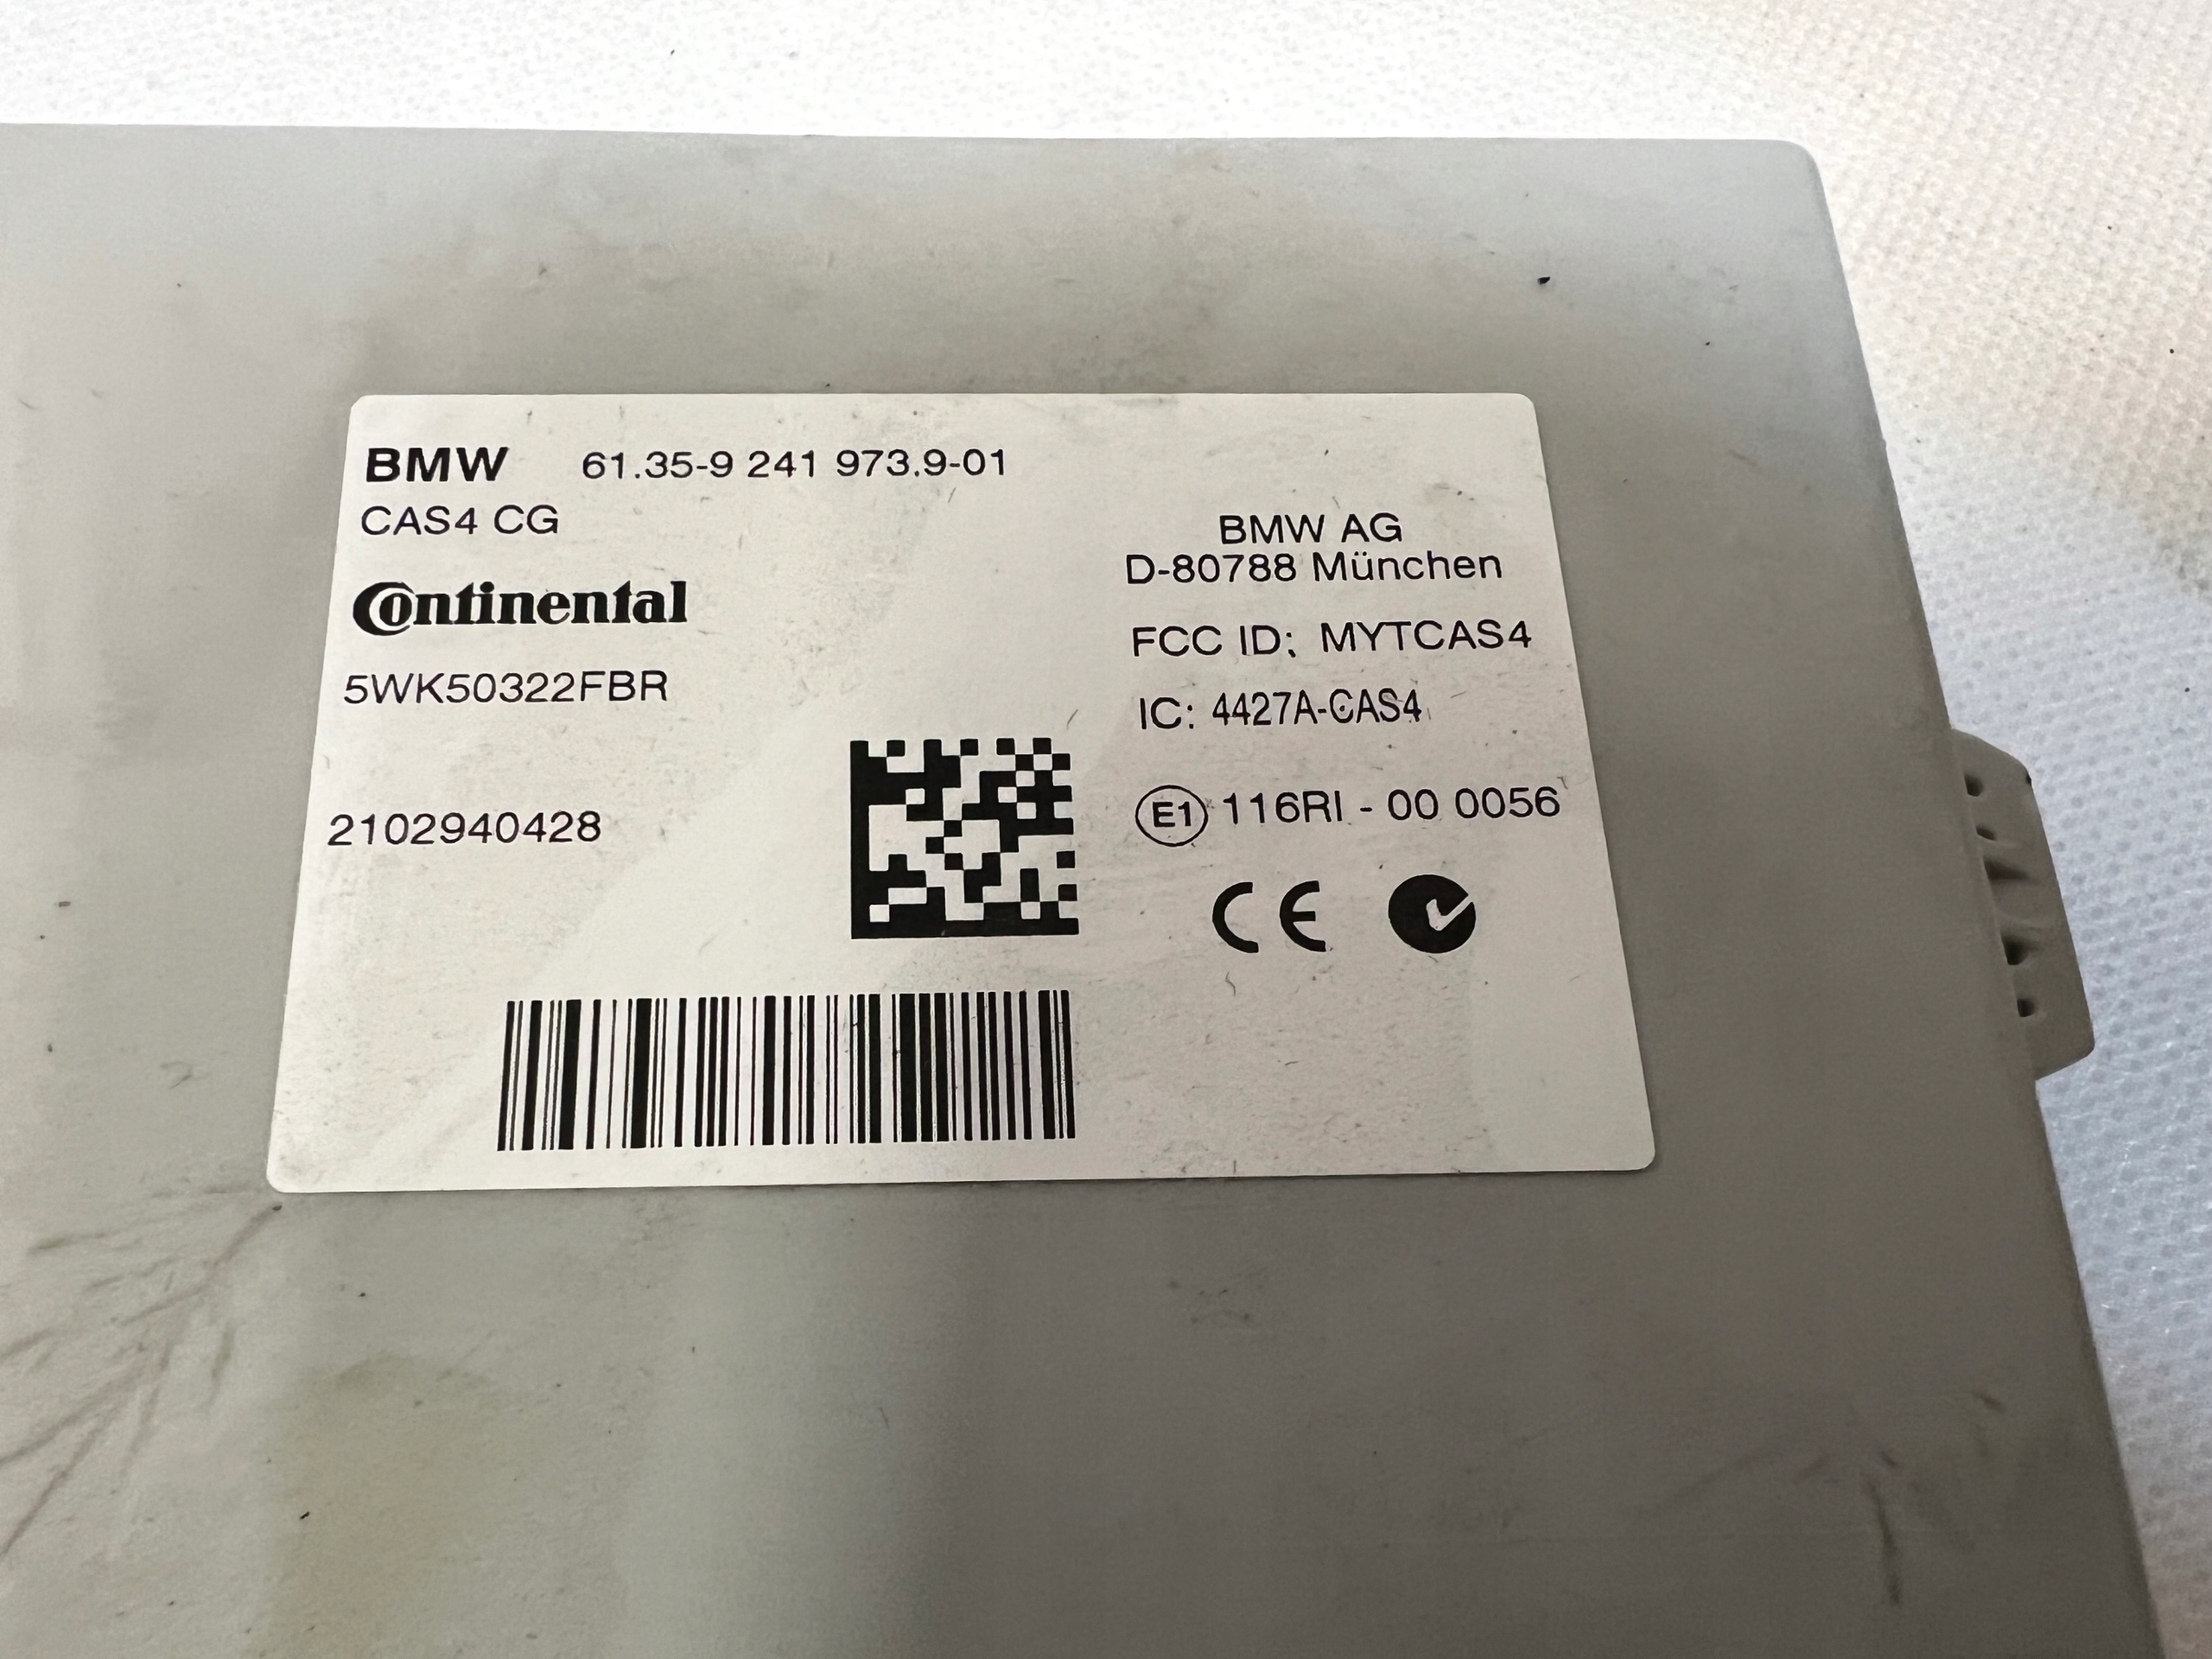 BMW 61.35-9 241 973.9-01
CAS4 CG
Continental
5WK50322FBR
2102940428
BMW AG
D-80788 München
FCC ID: MYTCAS4
IC: 4427A-CAS4
E1 116RI - 00 0056
CE